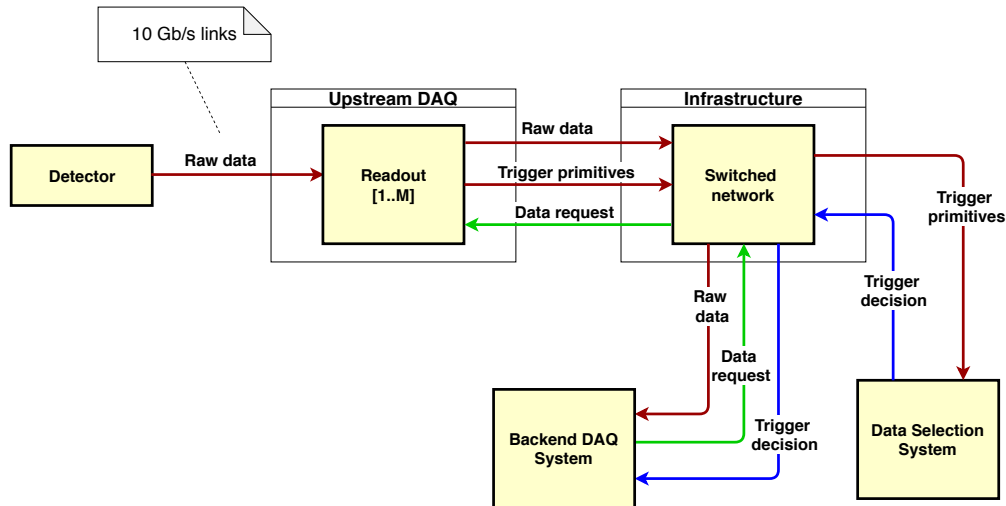 10 Gb/s links
Upstream DAQ
Infrastructure
Detector
Raw data
Readout
[1..M]
Raw data
Trigger primitives
Data request
Switched
network
Trigger
primitives
Trigger
decision
Raw
data
Data
request
Trigger
decision
Backend DAQ
System
Data Selection
System